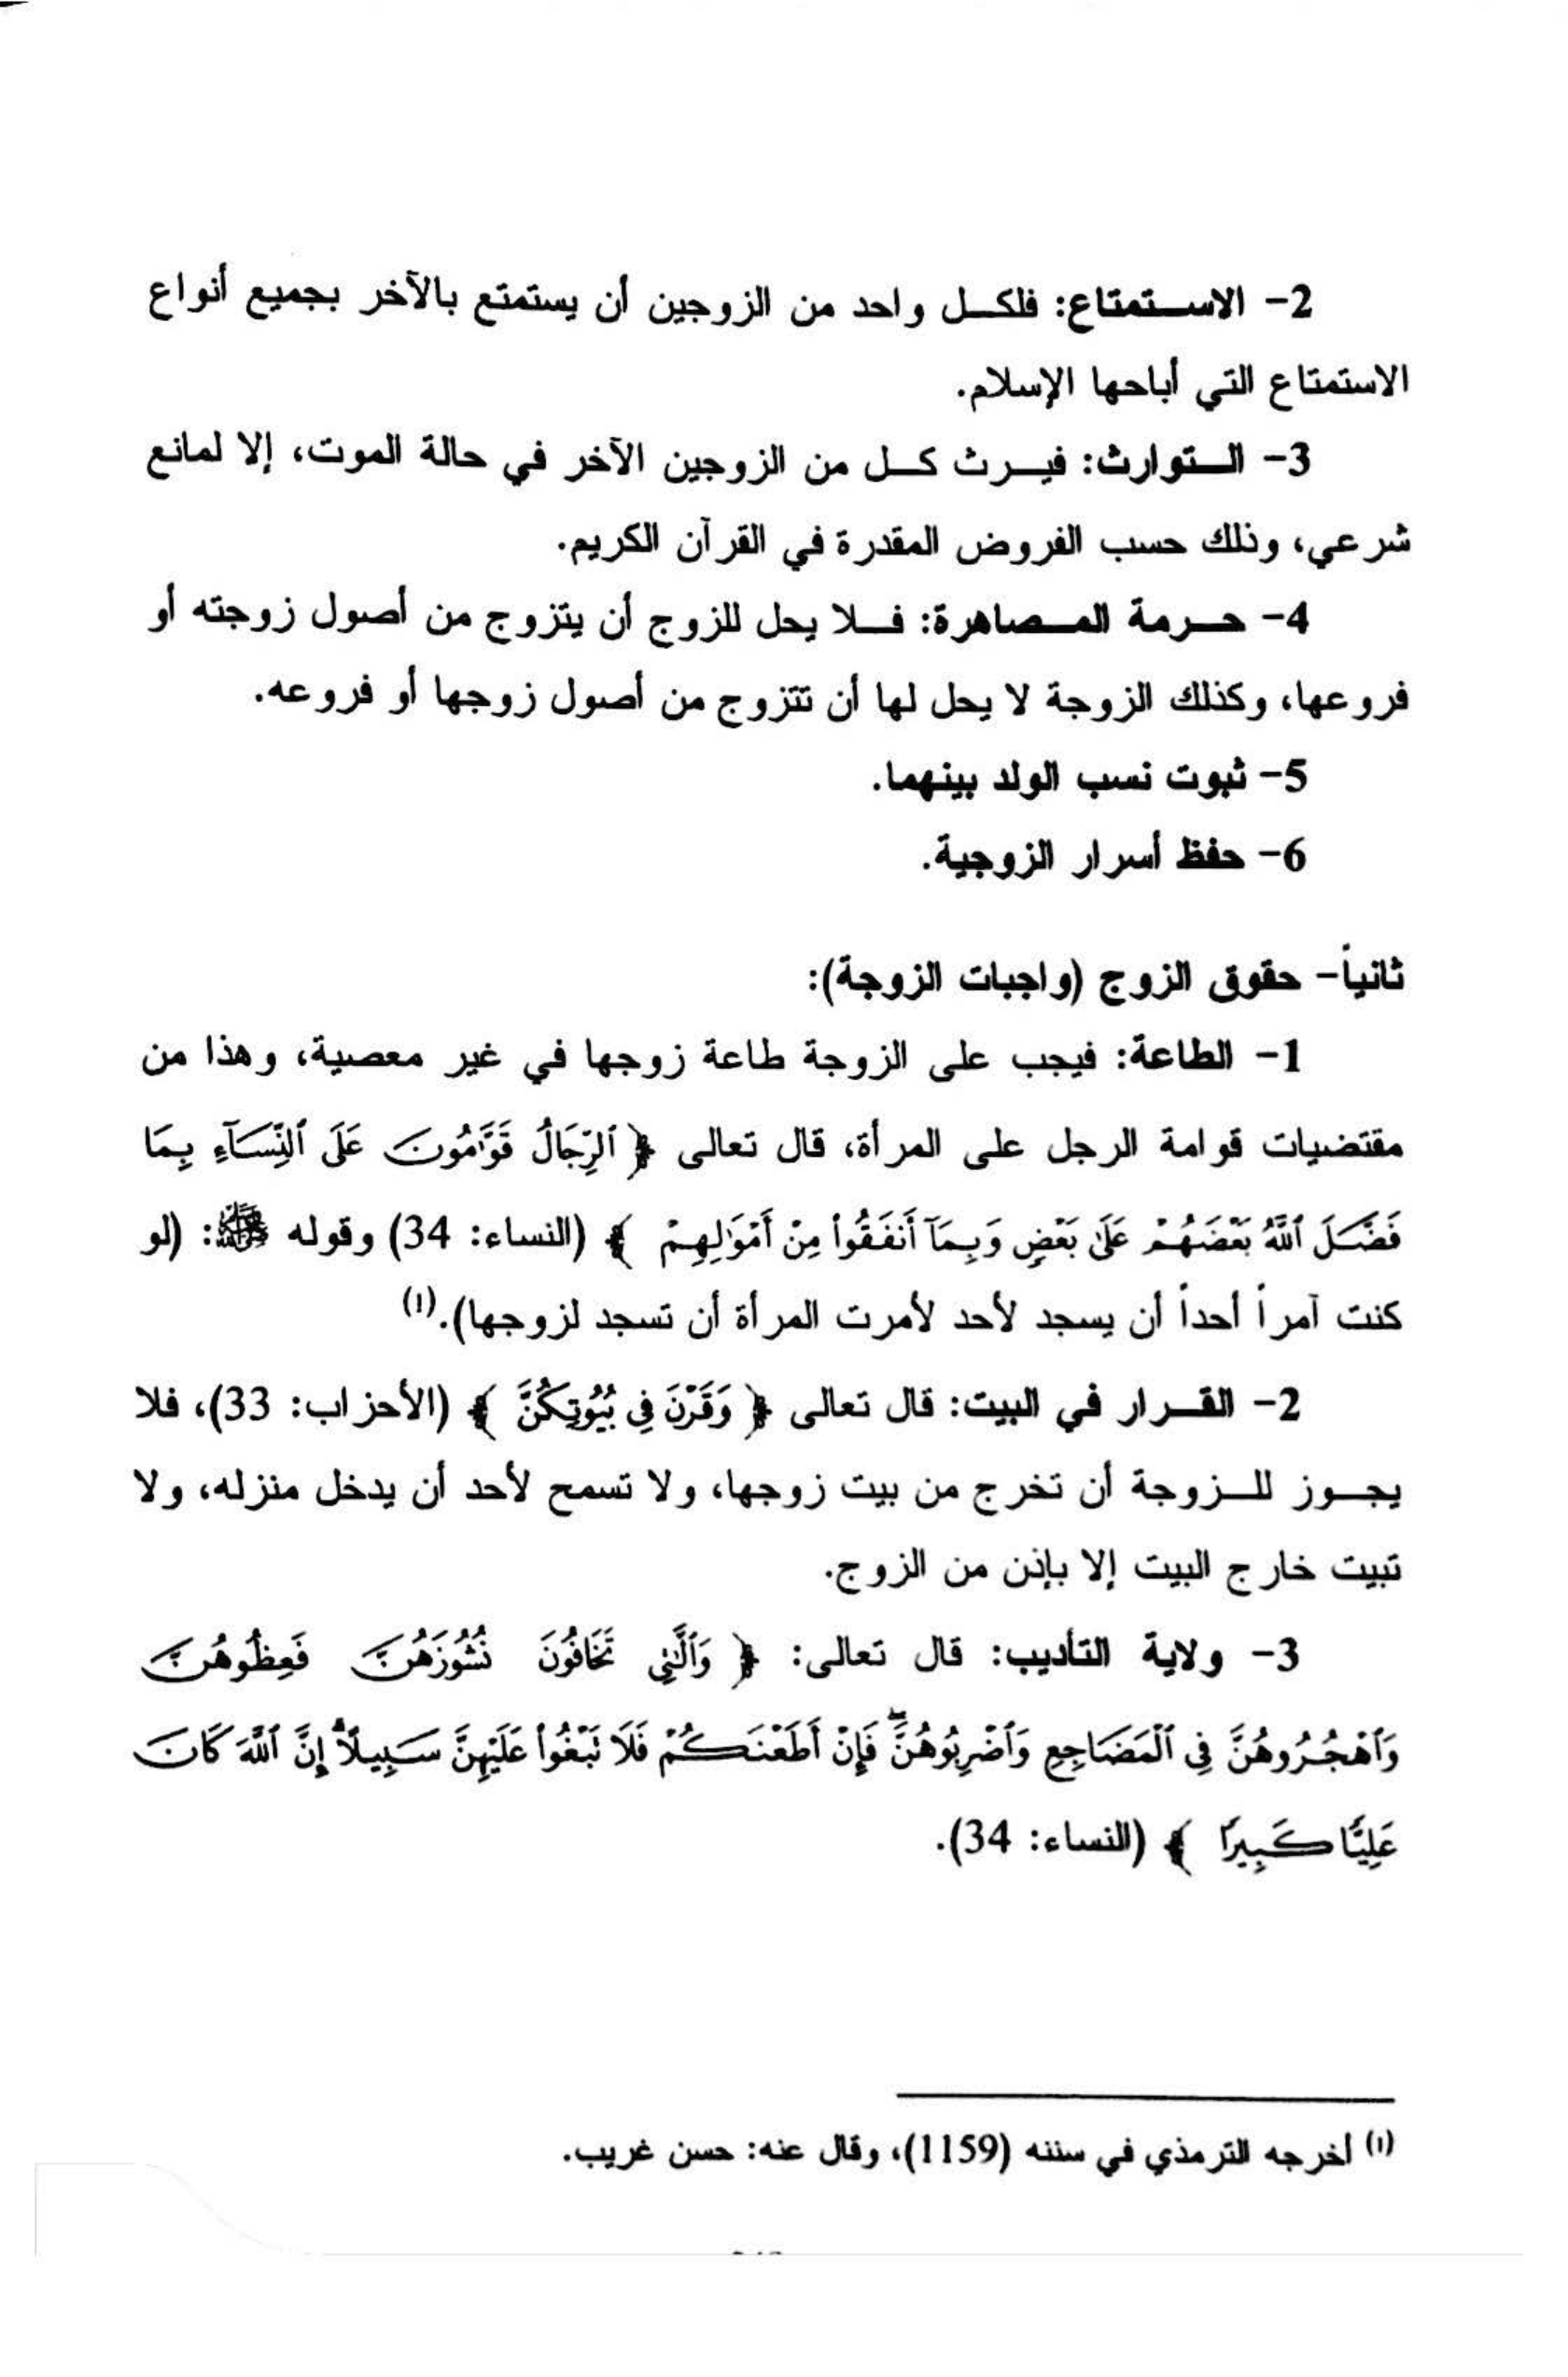 2- الاستمتاع: فلكل واحد من الزوجين أن يستمتع بالآخر بجميع أنواع
الاستمتاع التي أباحها الإسلام.
3- التوارث: فيرث كل من الزوجين الآخر في حالة الموت، إلا لمانع
شرعي، وذلك حسب الفروض المقدرة في القرآن الكريم.
4- حرمة المصاهرة: فلا يحل للزوج أن يتزوج من أصول زوجته أو
فروعها، وكذلك الزوجة لا يحل لها أن تتزوج من أصول زوجها أو فروعه.
5- ثبوت نسب الولد بينهما.
6- حفظ أسرار الزوجية.
ثانياً- حقوق الزوج (واجبات الزوجة):
1- الطاعة: فيجب على الزوجة طاعة زوجها في غير معصية، وهذا من
مقتضيات قوامة الرجل على المرأة، قال تعالى ﴿ ٱلرِّجَالُ قَوَّٰمُونَ عَلَى ٱلنِّسَآءِ بِمَا
فَضَّلَ ٱللَّهُ بَعْضَهُمْ عَلَىٰ بَعْضٍ وَبِمَآ أَنفَقُوا۟ مِنْ أَمْوَٰلِهِمْ ﴾ (النساء: 34) وقوله ﷺ: (لو
كنت آمراً أحداً أن يسجد لأحد لأمرت المرأة أن تسجد لزوجها).(١)
2- القرار في البيت: قال تعالى ﴿ وَقَرْنَ فِى بُيُوتِكُنَّ ﴾ (الأحزاب: 33)، فلا
يجوز للزوجة أن تخرج من بيت زوجها، ولا تسمح لأحد أن يدخل منزله، ولا
تبيت خارج البيت إلا بإذن من الزوج.
3- ولاية التأديب: قال تعالى: ﴿ وَٱلَّٰتِى تَخَافُونَ نُشُوزَهُنَّ فَعِظُوهُنَّ
وَٱهْجُرُوهُنَّ فِى ٱلْمَضَاجِعِ وَٱضْرِبُوهُنَّ ۖ فَإِنْ أَطَعْنَكُمْ فَلَا تَبْغُوا۟ عَلَيْهِنَّ سَبِيلًا ۗ إِنَّ ٱللَّهَ كَانَ
عَلِيًّا كَبِيرًا ﴾ (النساء: 34).
(١) أخرجه الترمذي في سننه (1159)، وقال عنه: حسن غريب.